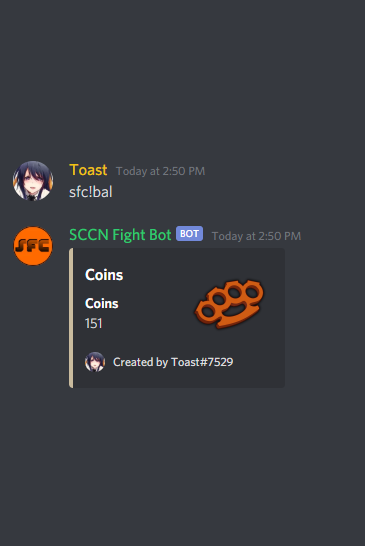 Toast Today at 2:50 PM
sfc!bal
SFC
SCCN Fight Bot BOT Today at 2:50 PM
Coins
Coins
151
Created by Toast#7529